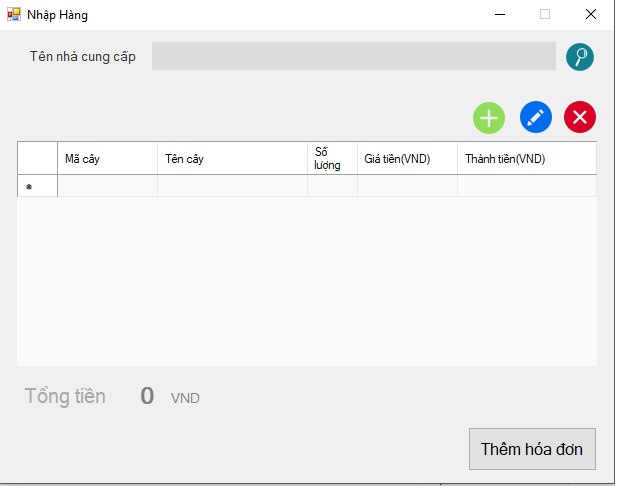 Nhập Hàng
Tên nhà cung cấp
Mã cây Tên cây Số lượng Giá tiền(VND) Thành tiền(VND)
*
Tổng tiền 0 VND
Thêm hóa đơn